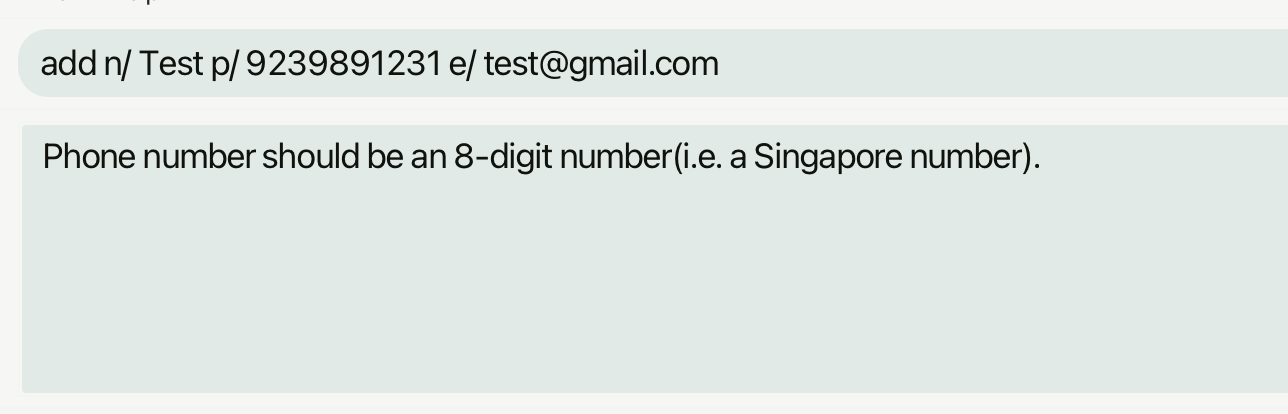 add n/ Test p/ 9239891231 e/ test@gmail.com
Phone number should be an 8-digit number(i.e. a Singapore number).